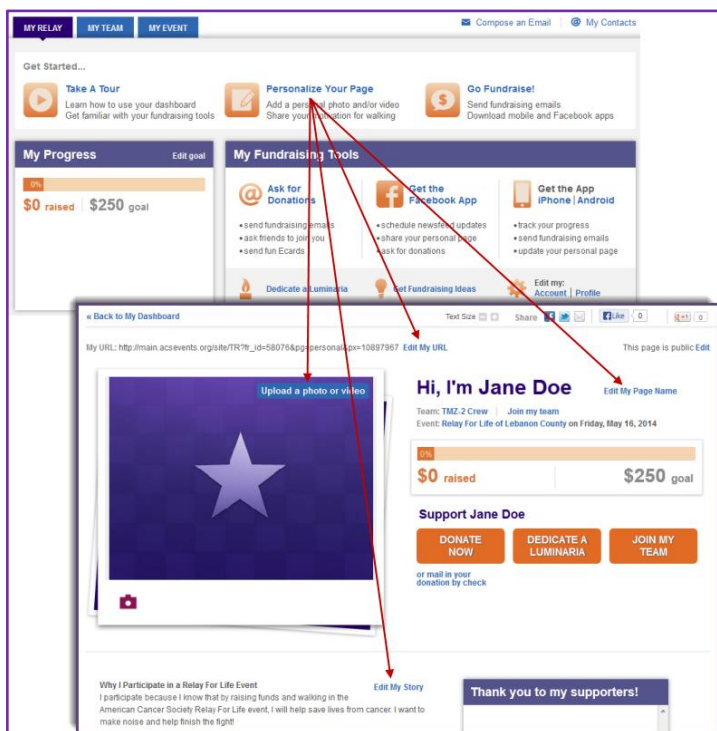 MY RELAY MY TEAM MY EVENT Compose an Email My Contacts
Get Started...
Take A Tour
Learn how to use your dashboard
Get familiar with your fundraising tools
Personalize Your Page
Add a personal photo and/or video
Share your motivation for walking
Go Fundraise!
Send fundraising emails
Download mobile and Facebook apps
My Progress Edit goal
0%
$0 raised $250 goal
My Fundraising Tools
Ask for
Donations
•send fundraising emails
•ask friends to join you
•send fun Ecards
Get the
Facebook App
•schedule newsfeed updates
•share your personal page
•ask for donations
Get the App
iPhone | Android
•track your progress
•send fundraising emails
•update your personal page
Dedicate a Luminaria
Get Fundraising Ideas
Edit my:
Account | Profile
« Back to My Dashboard Text Size Share Like 0 +1 0
My URL: http://main.acsevents.org/site/TR?fr_id=58076&pg=personal&px=10897967 Edit My URL This page is public Edit
Upload a photo or video
Hi, I'm Jane Doe Edit My Page Name
Team: TMZ-2 Crew Join my team
Event: Relay For Life of Lebanon County on Friday, May 16, 2014
0%
$0 raised $250 goal
Support Jane Doe
DONATE
NOW
DEDICATE A
LUMINARIA
JOIN MY
TEAM
or mail in your
donation by check
Why I Participate in a Relay For Life Event Edit My Story
I participate because I know that by raising funds and walking in the
American Cancer Society Relay For Life event, I will help save lives from cancer. I want to
make noise and help finish the fight!
Thank you to my supporters!